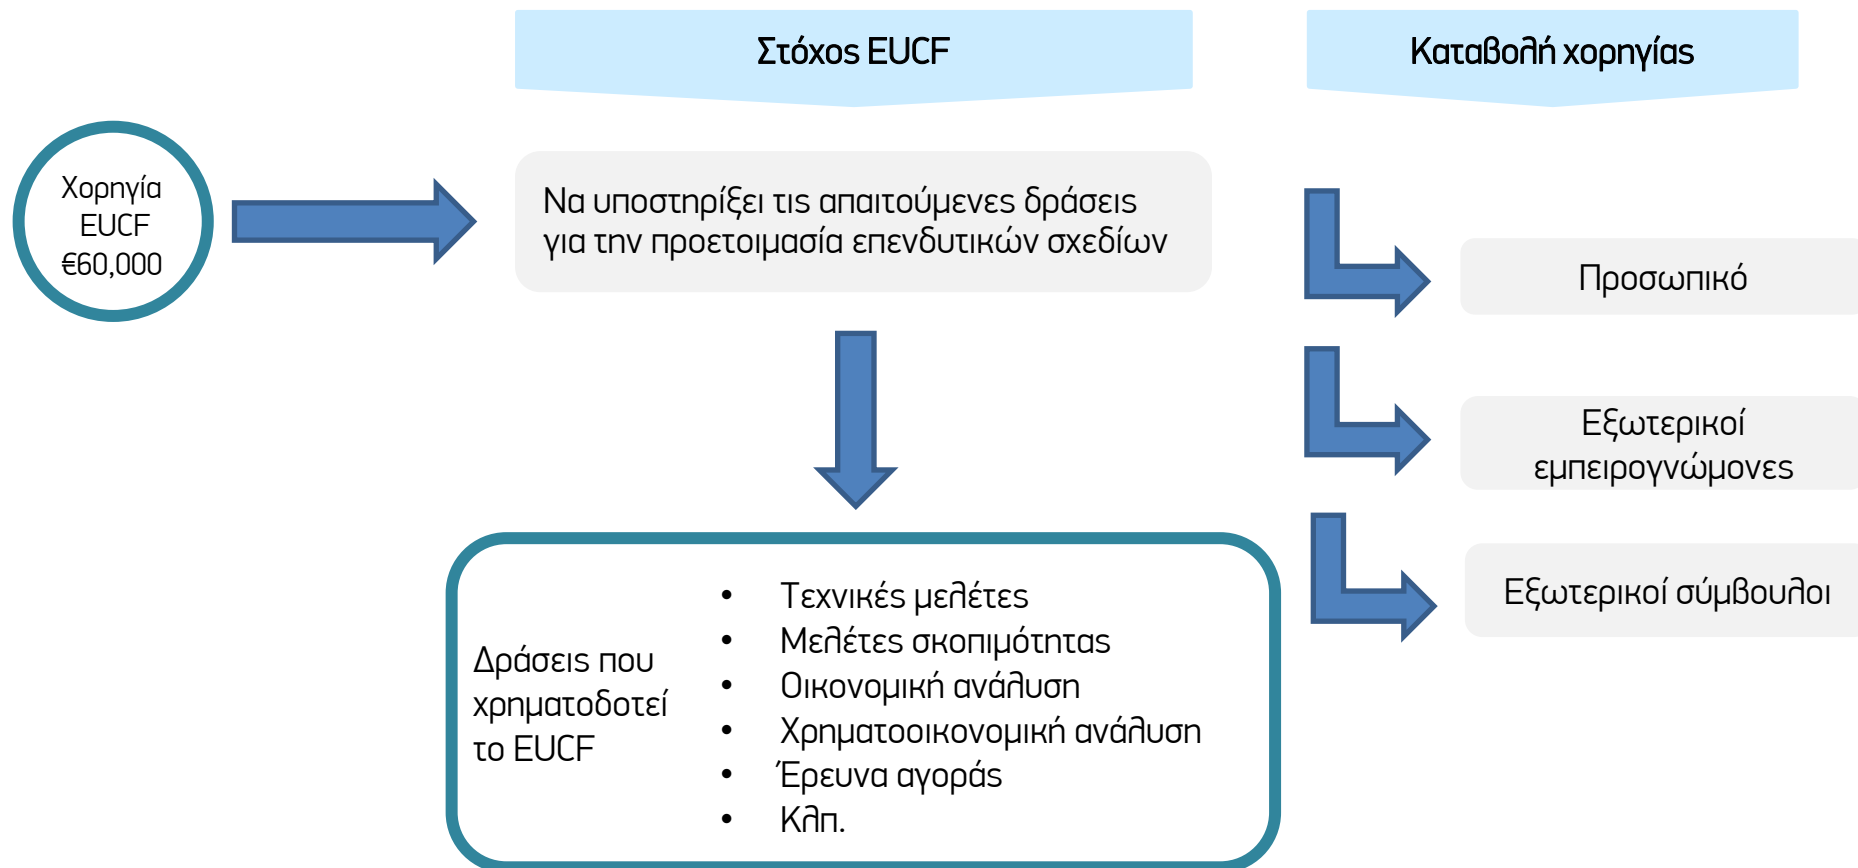 Στόχος EUCF
Καταβολή χορηγίας
Χορηγία
EUCF
€60,000
Να υποστηρίξει τις απαιτούμενες δράσεις
για την προετοιμασία επενδυτικών σχεδίων
Προσωπικό
Εξωτερικοί
εμπειρογνώμονες
Εξωτερικοί σύμβουλοι
Δράσεις που
χρηματοδοτεί
το EUCF
• Τεχνικές μελέτες
• Μελέτες σκοπιμότητας
• Οικονομική ανάλυση
• Χρηματοοικονομική ανάλυση
• Έρευνα αγοράς
• Κλπ.